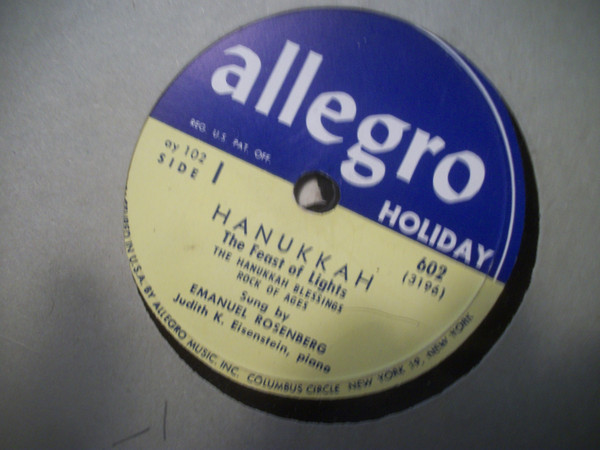 allegro
REG. U.S. PAT. OFF.
HOLIDAY
ay 102
SIDE 1
602
(3196)
HANUKKAH
The Feast of Lights
THE HANUKKAH BLESSINGS
ROCK OF AGES
Sung by
EMANUEL ROSENBERG
Judith K. Eisenstein, piano
IN U.S.A. BY ALLEGRO MUSIC, INC. COLUMBUS CIRCLE NEW YORK 19, NEW YORK